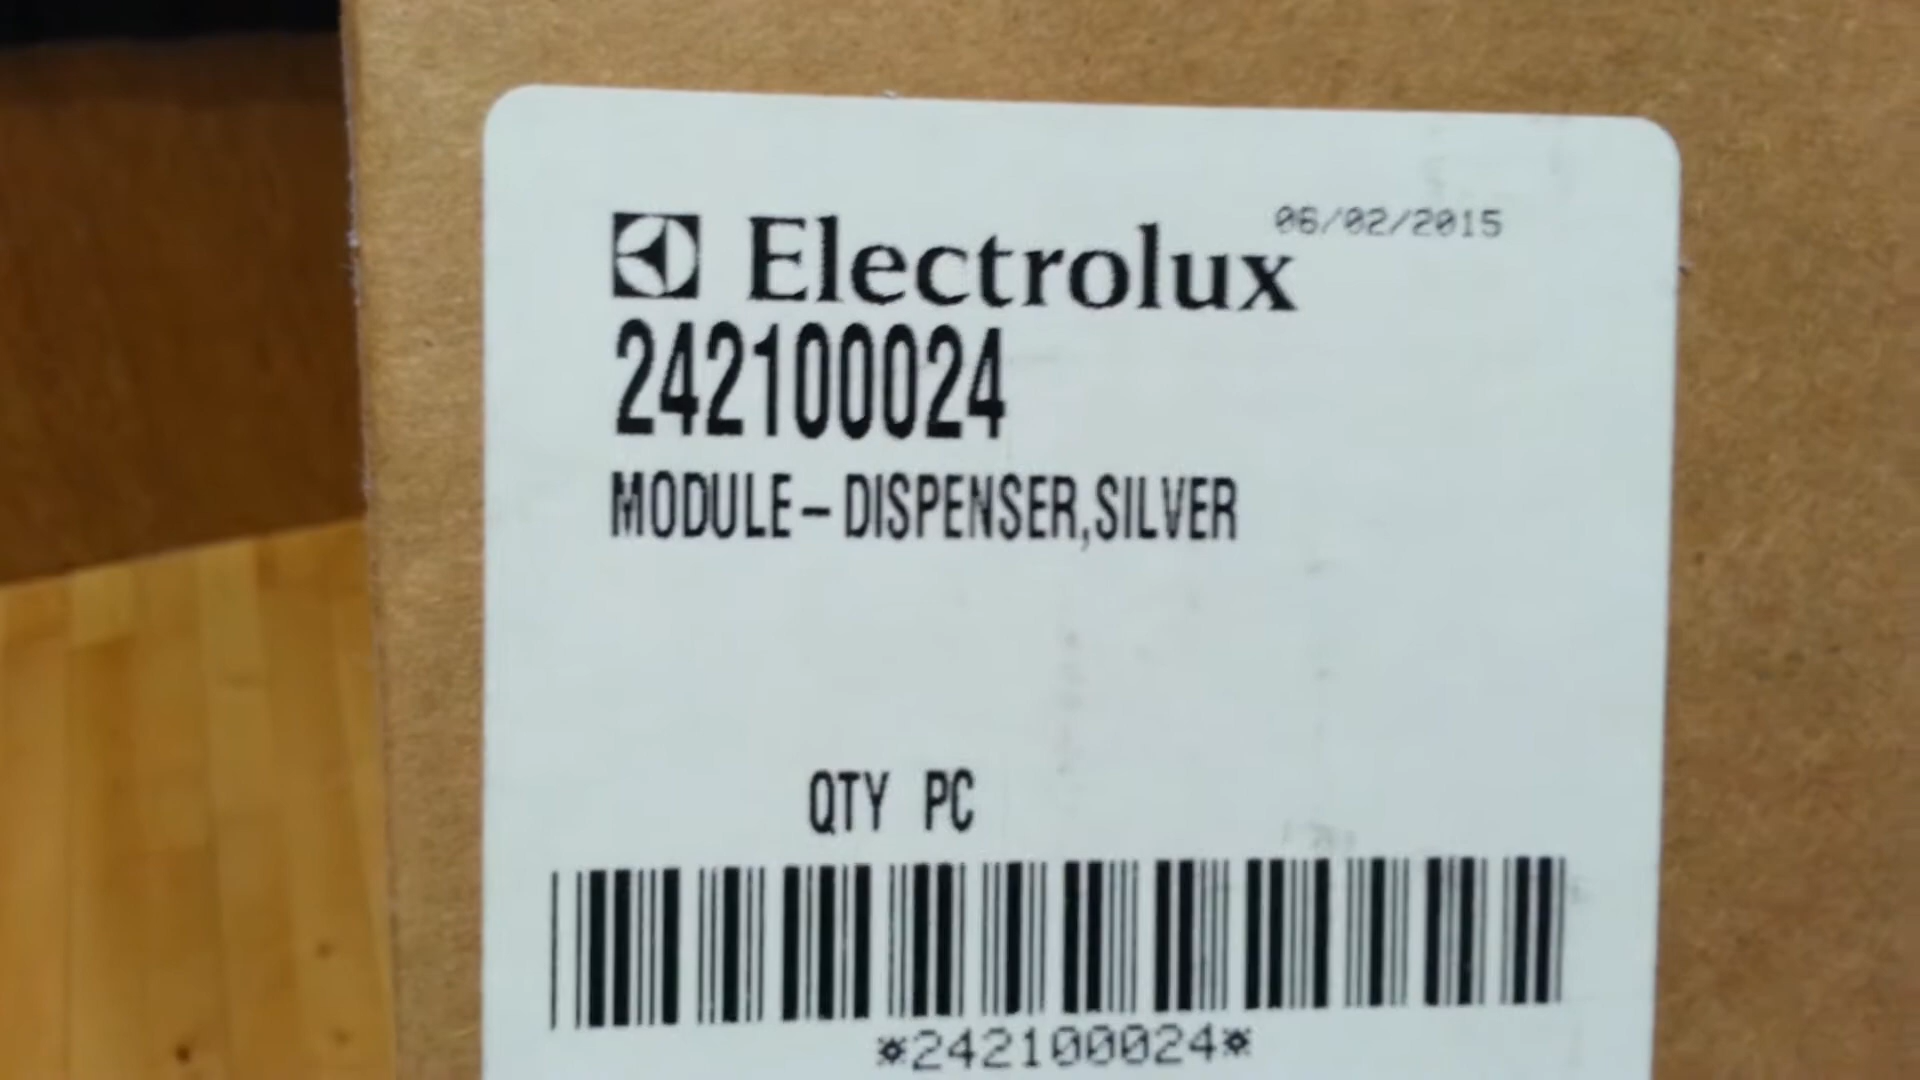 Electrolux 06/02/2015
242100024
MODULE-DISPENSER,SILVER
QTY PC
*242100024*